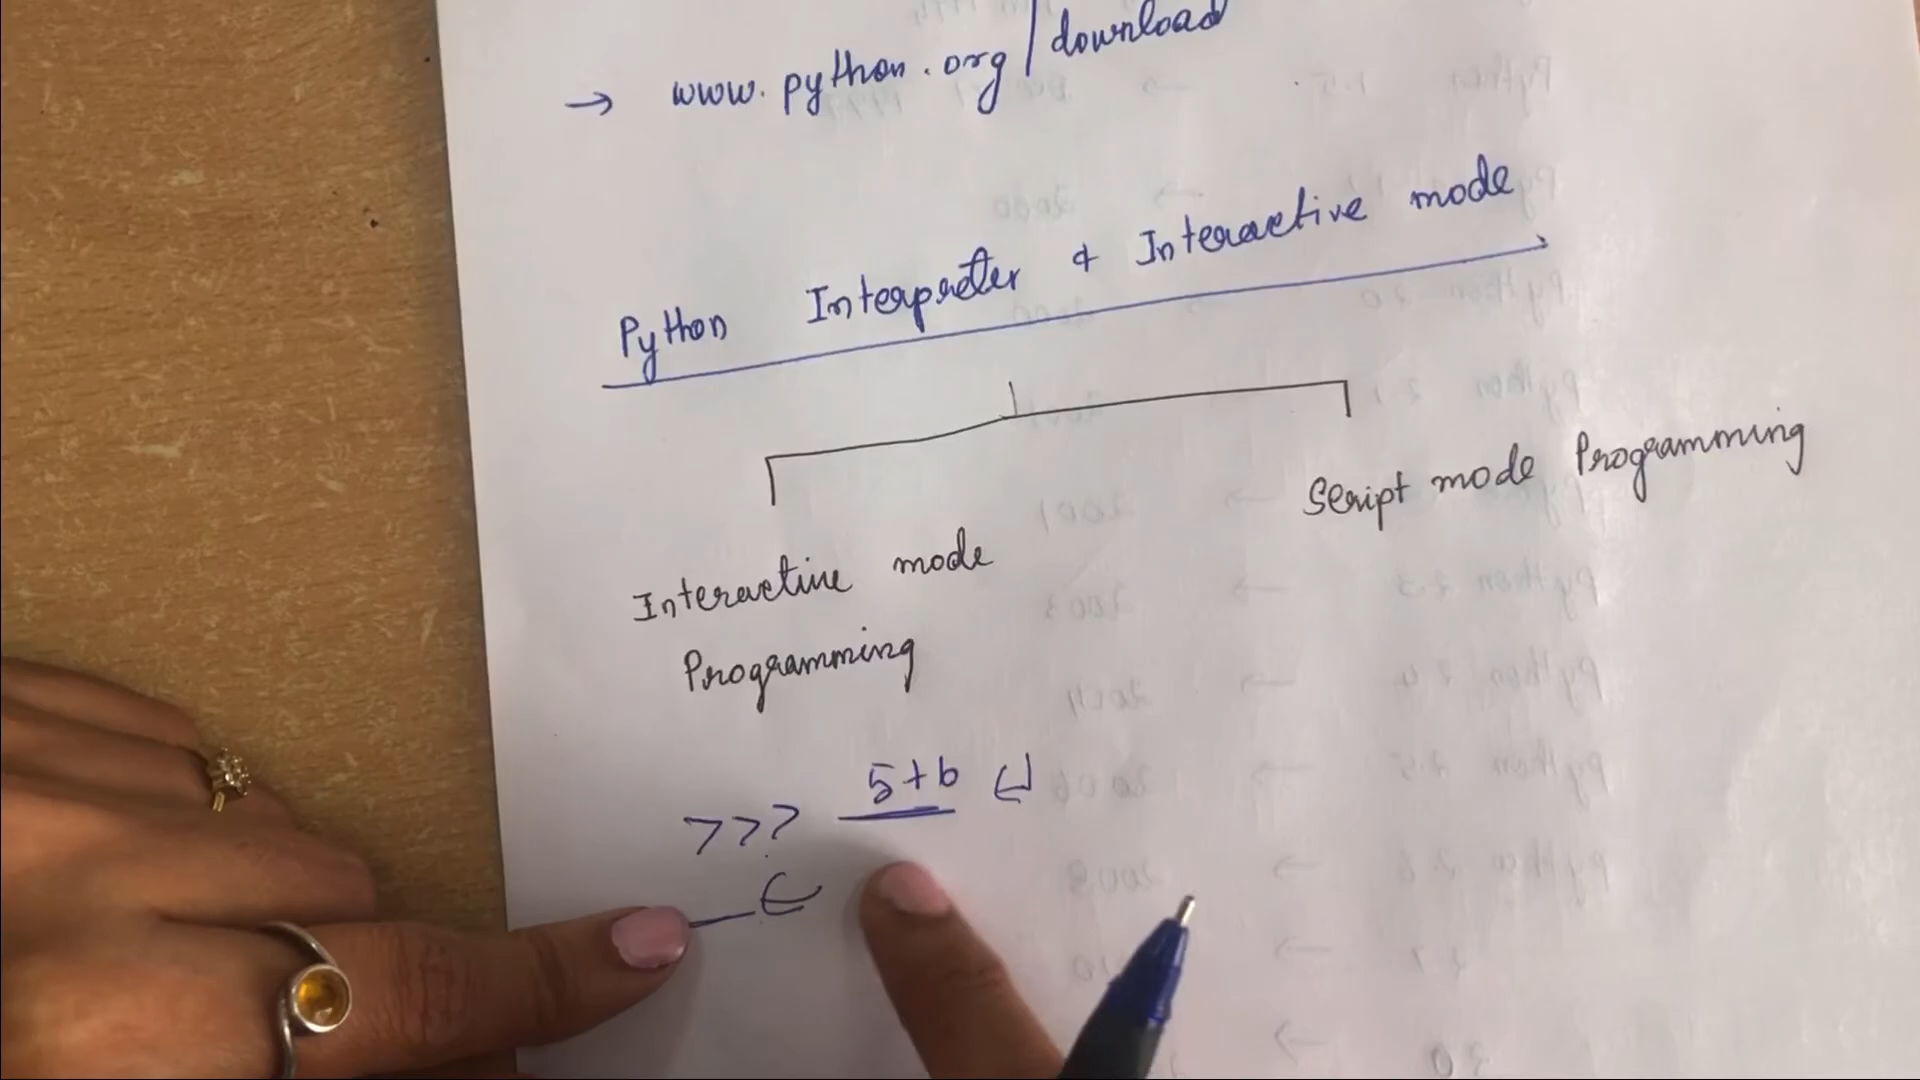 → www.python.org/download
Python Interpreter & Interactive mode
Script mode Programming
Interactive mode
Programming
>>> 5+6 ↵